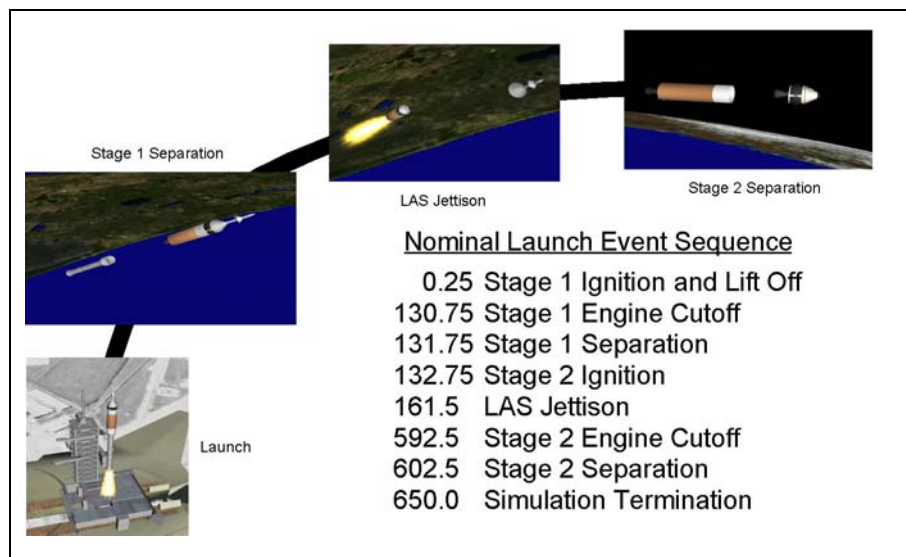 Stage 1 Separation
LAS Jettison
Stage 2 Separation
Launch
Nominal Launch Event Sequence
0.25 Stage 1 Ignition and Lift Off
130.75 Stage 1 Engine Cutoff
131.75 Stage 1 Separation
132.75 Stage 2 Ignition
161.5 LAS Jettison
592.5 Stage 2 Engine Cutoff
602.5 Stage 2 Separation
650.0 Simulation Termination